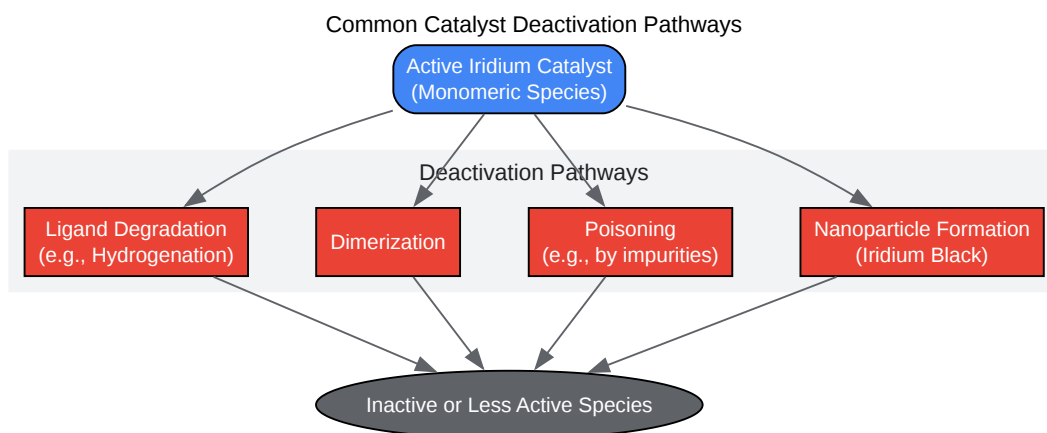 Common Catalyst Deactivation Pathways
Active Iridium Catalyst
(Monomeric Species)
Deactivation Pathways
Ligand Degradation
(e.g., Hydrogenation)
Dimerization
Poisoning
(e.g., by impurities)
Nanoparticle Formation
(Iridium Black)
Inactive or Less Active Species